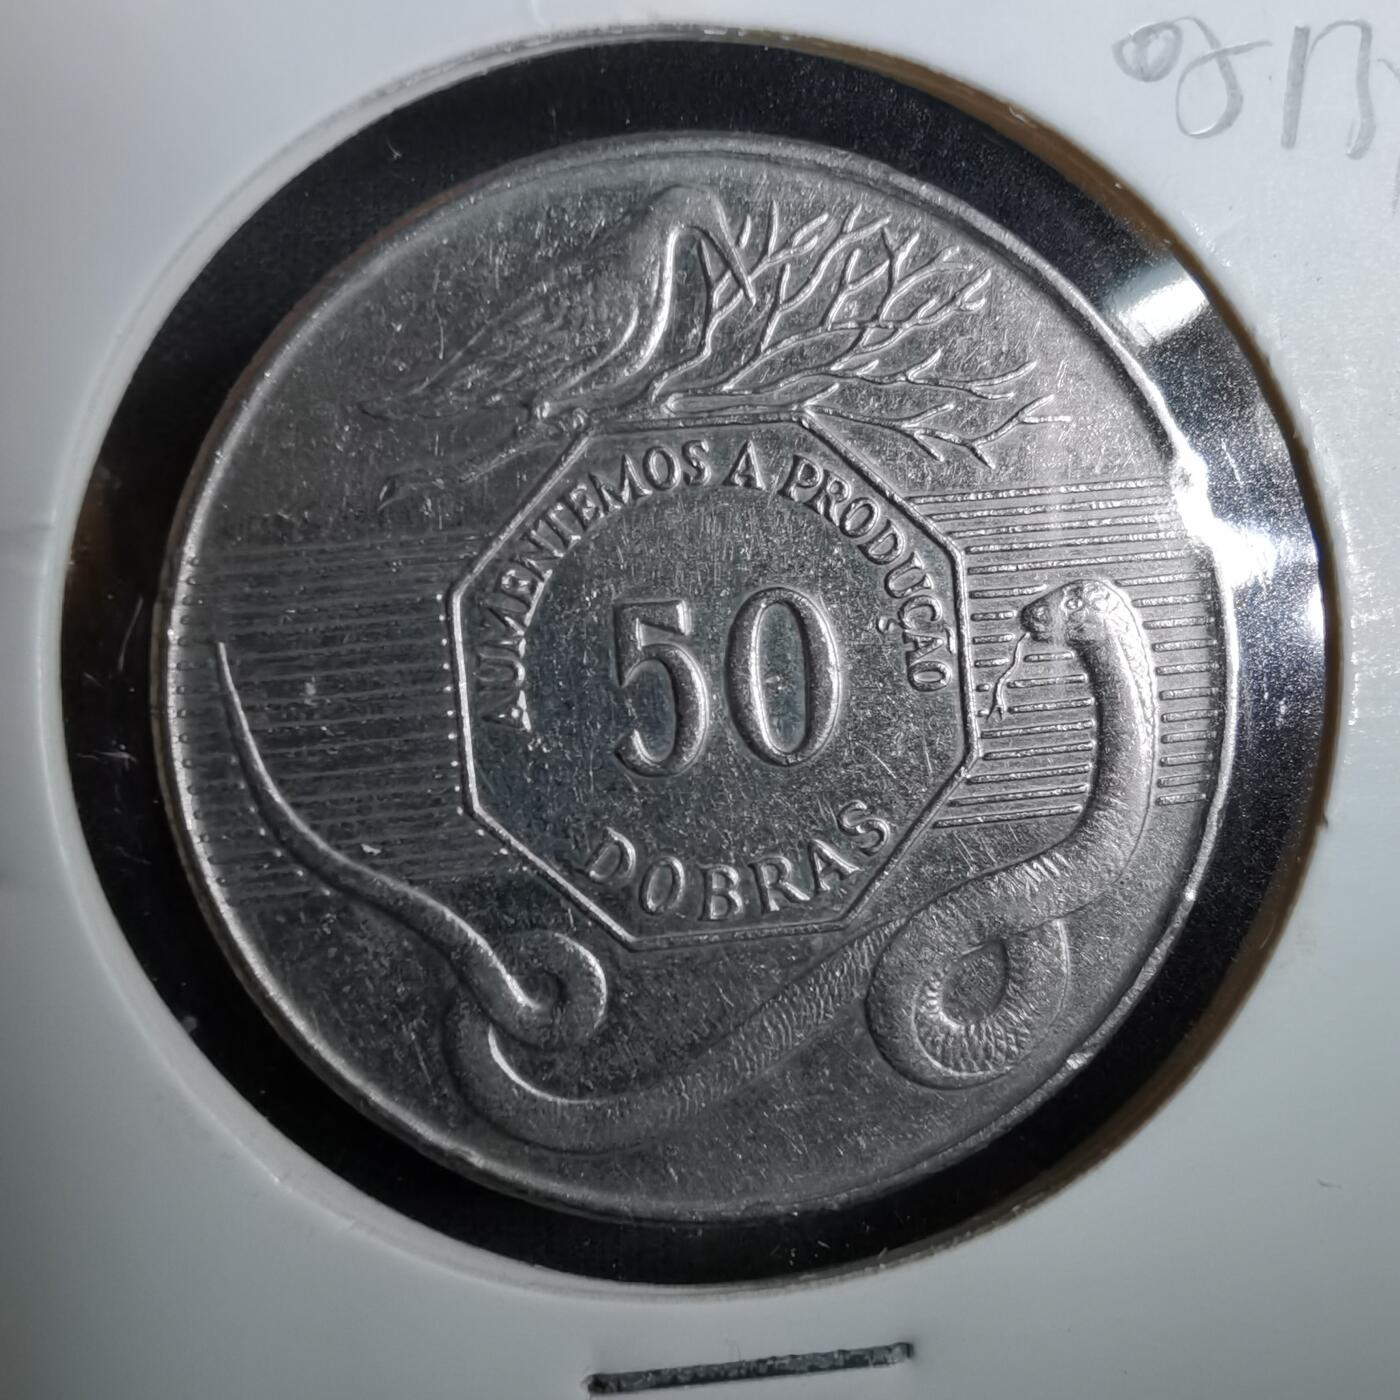 AUMENTEMOS A PRODUÇÃO
50
DOBRAS